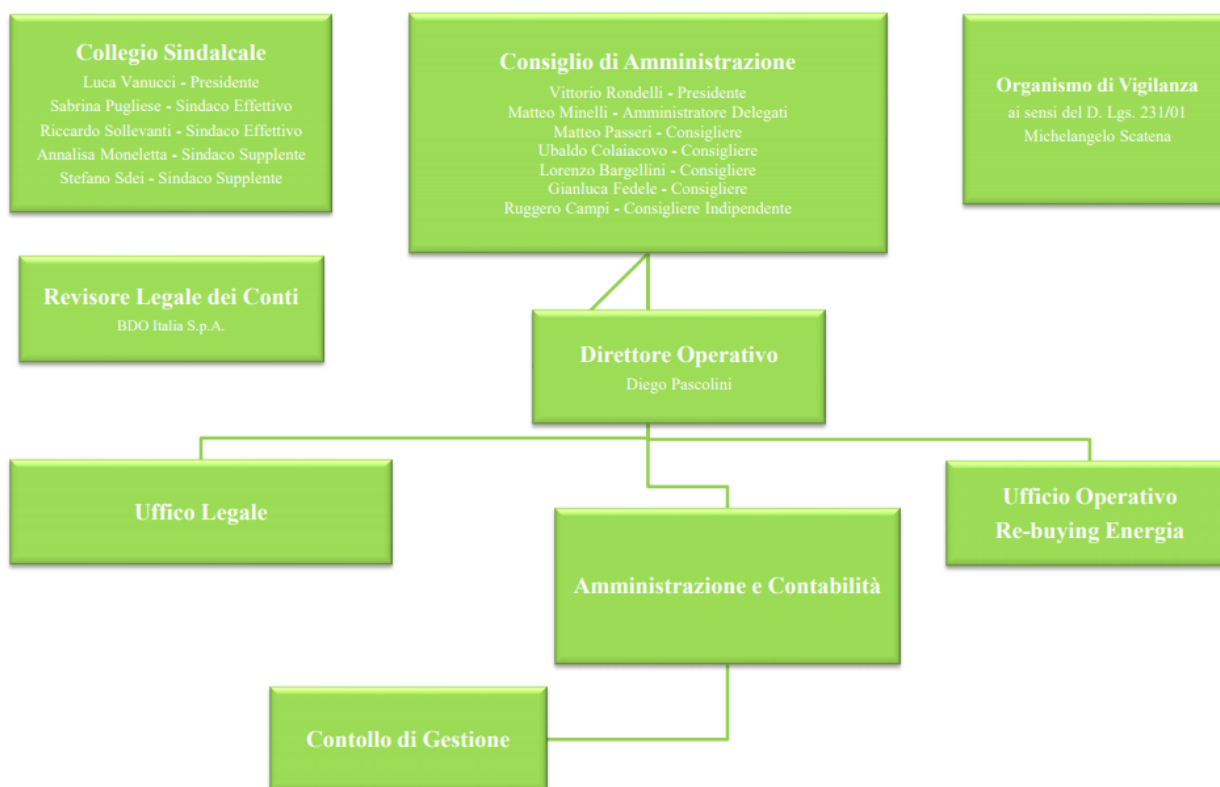 Collegio Sindalcale
Luca Vanucci - Presidente
Sabrina Pugliese - Sindaco Effettivo
Riccardo Sollevanti - Sindaco Effettivo
Annalisa Moneletta - Sindaco Supplente
Stefano Sdei - Sindaco Supplente
Consiglio di Amministrazione
Vittorio Rondelli - Presidente
Matteo Minelli - Amministratore Delegati
Matteo Passeri - Consigliere
Ubaldo Colaiacovo - Consigliere
Lorenzo Bargellini - Consigliere
Gianluca Fedele - Consigliere
Ruggero Campi - Consigliere Indipendente
Organismo di Vigilanza
ai sensi del D. Lgs. 231/01
Michelangelo Scatena
Revisore Legale dei Conti
BDO Italia S.p.A.
Direttore Operativo
Diego Pascolini
Uffico Legale
Amministrazione e Contabilità
Ufficio Operativo
Re-buying Energia
Contollo di Gestione